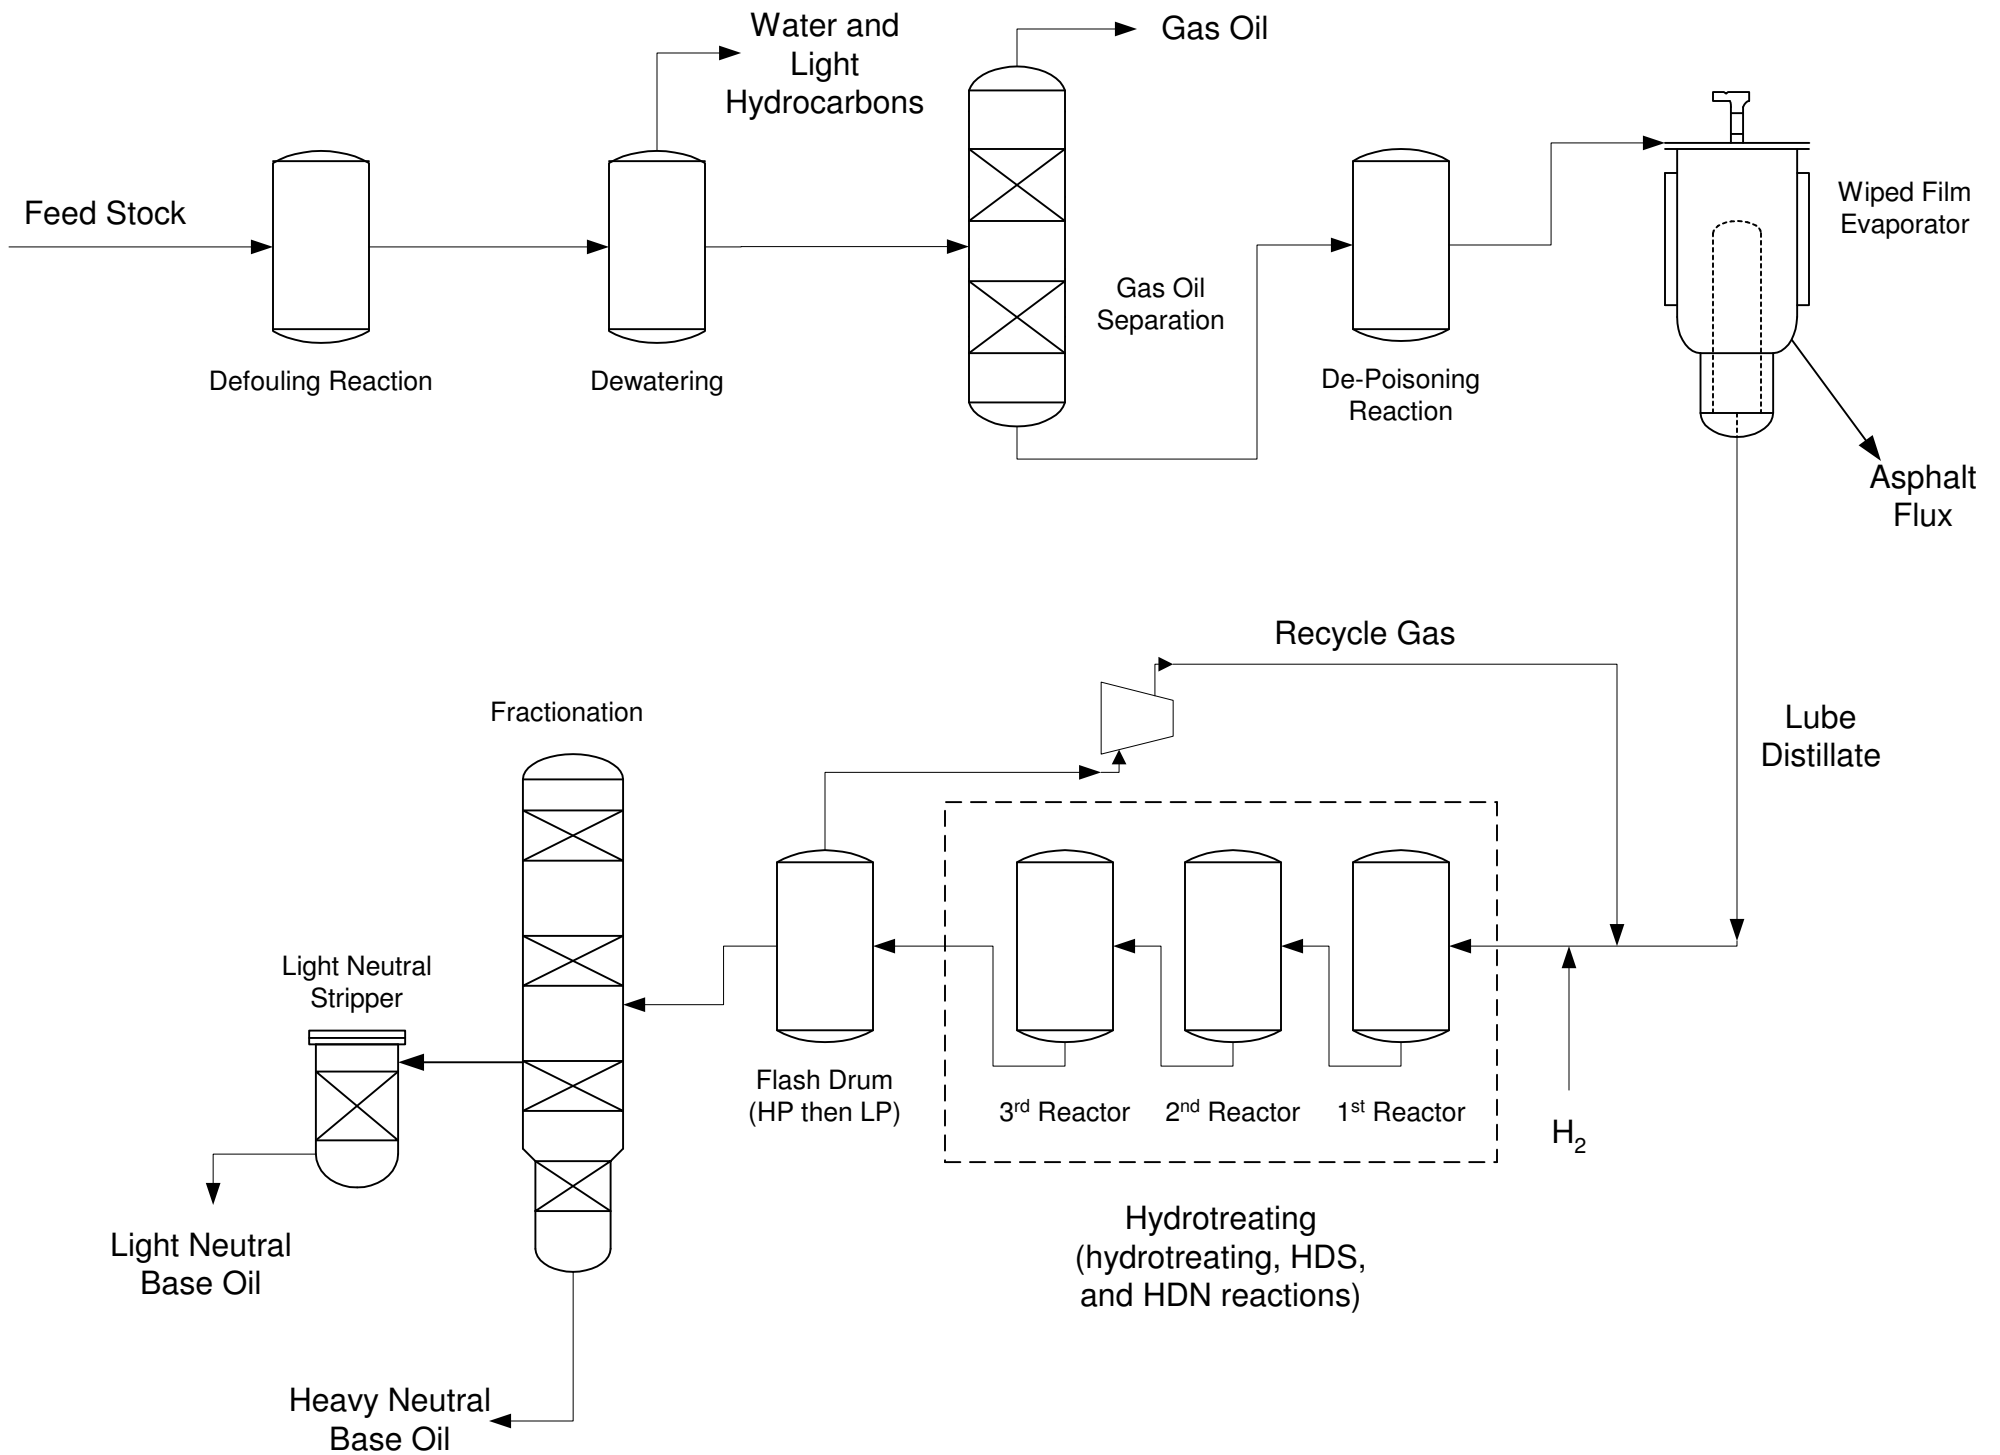 Water and
Light
Hydrocarbons
Gas Oil
Feed Stock
Wiped Film
Evaporator
Gas Oil
Separation
Defouling Reaction
Dewatering
De-Poisoning
Reaction
Asphalt
Flux
Recycle Gas
Fractionation
Lube
Distillate
Light Neutral
Stripper
Flash Drum
(HP then LP)
3rd Reactor
2nd Reactor
1st Reactor
H2
Hydrotreating
(hydrotreating, HDS,
and HDN reactions)
Light Neutral
Base Oil
Heavy Neutral
Base Oil